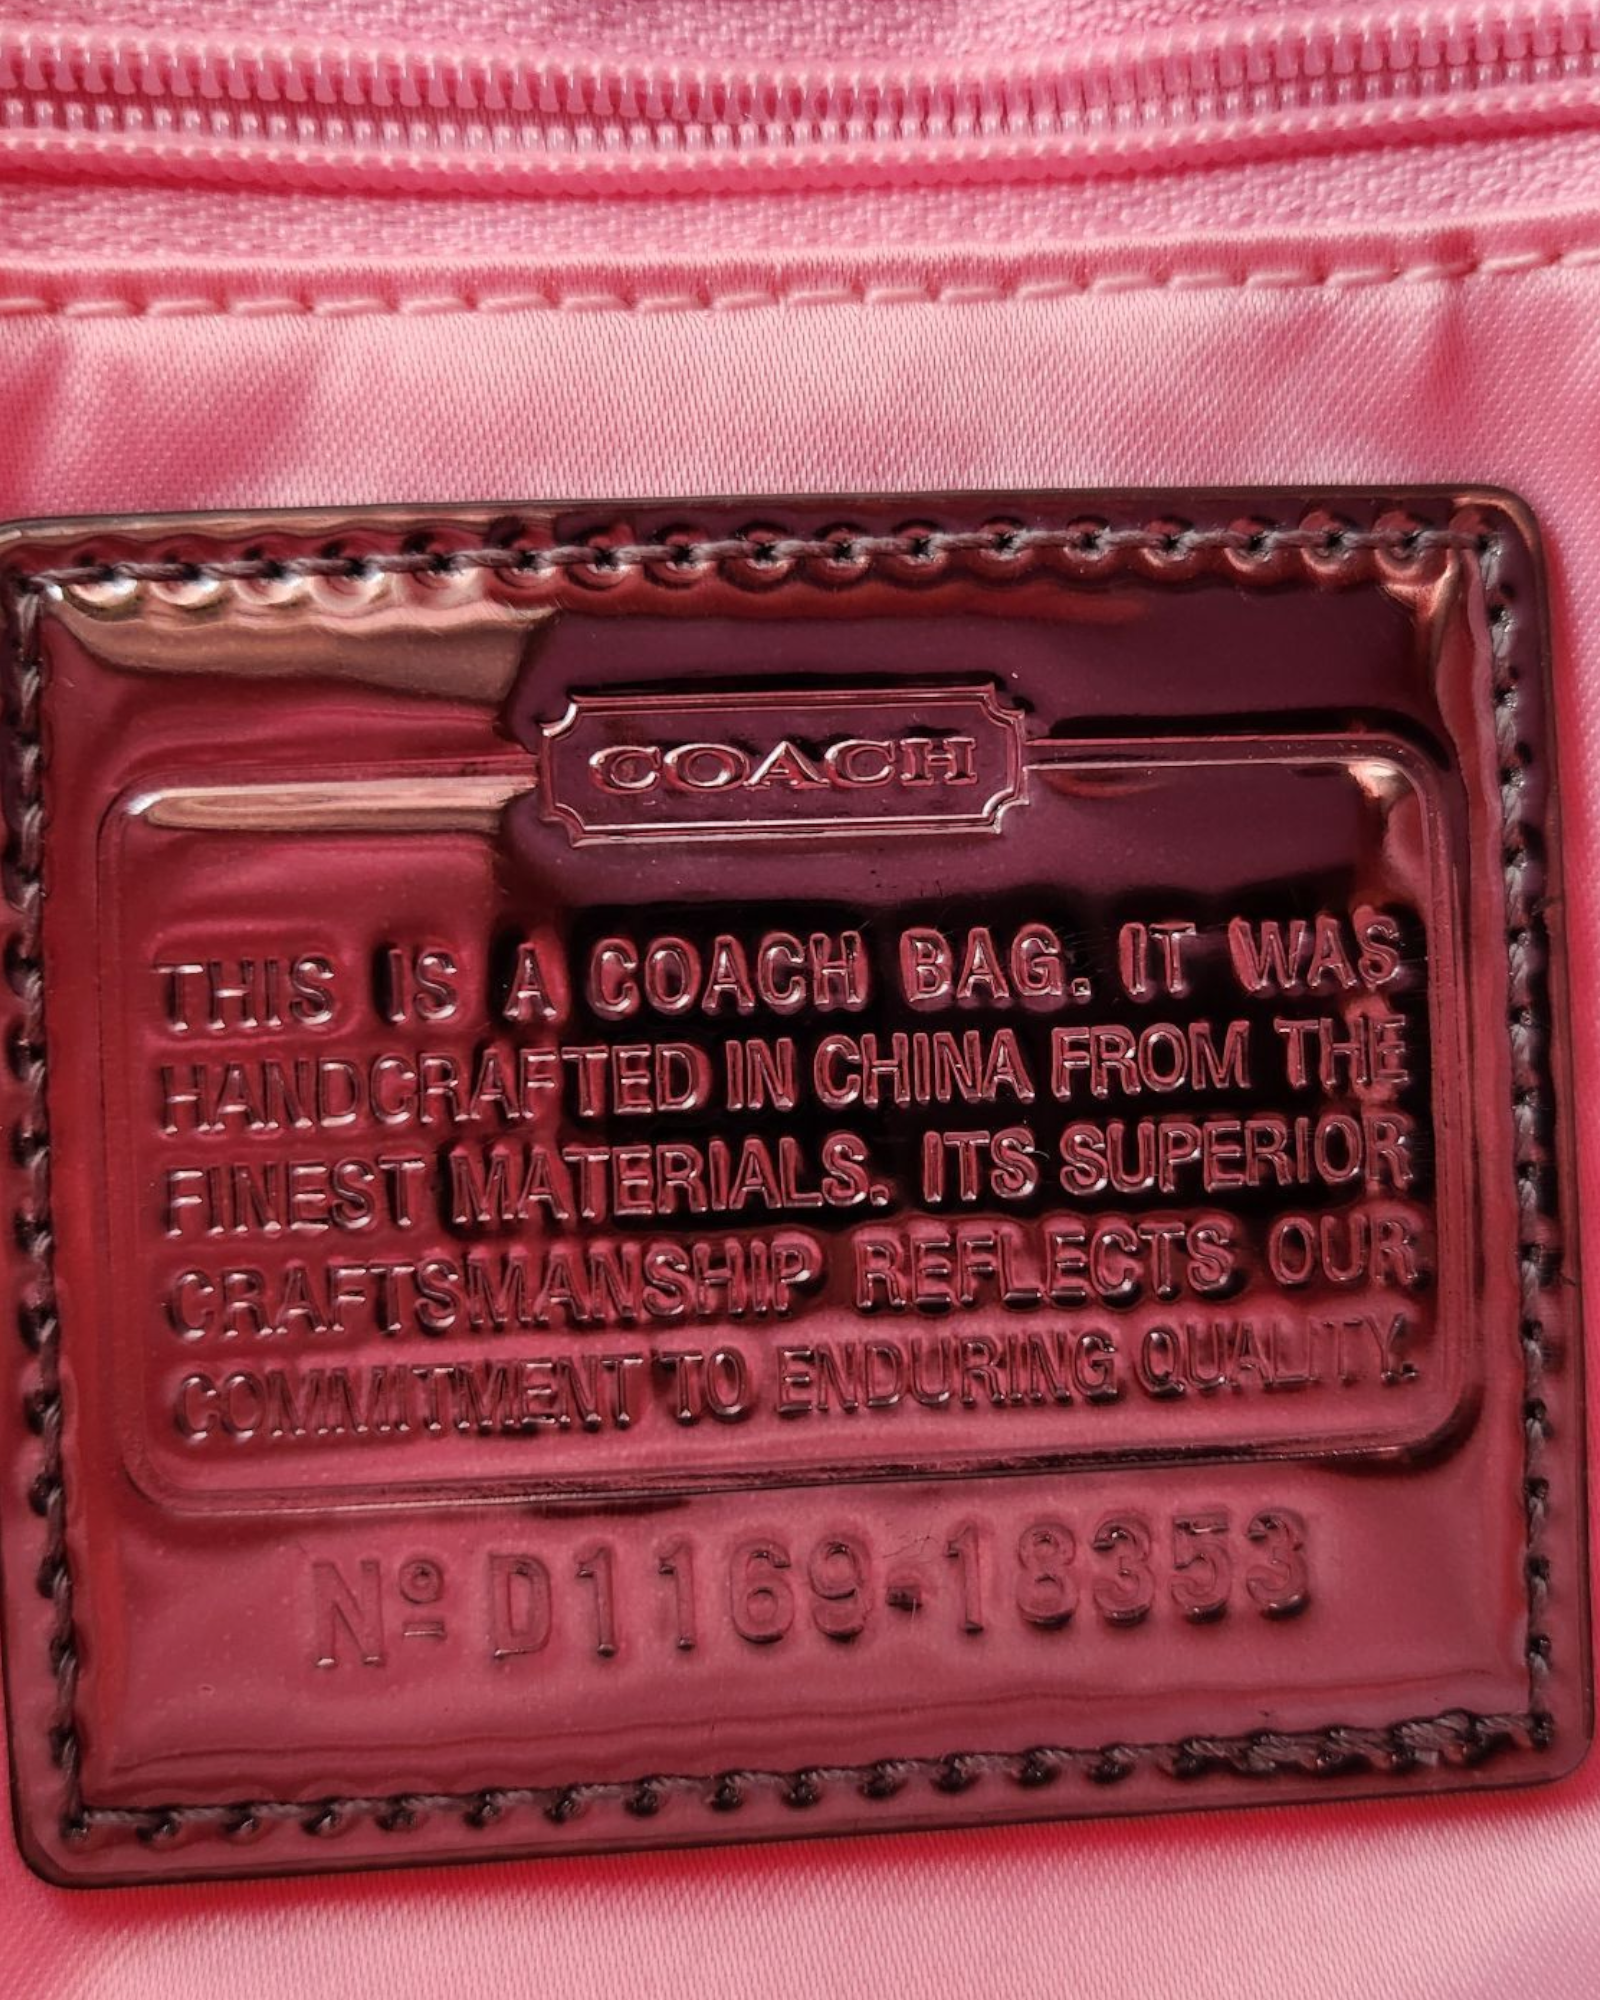 COACH
THIS IS A COACH BAG. IT WAS
HANDCRAFTED IN CHINA FROM THE
FINEST MATERIALS. ITS SUPERIOR
CRAFTSMANSHIP REFLECTS OUR
COMMITMENT TO ENDURING QUALITY.
Nº D1169-18353